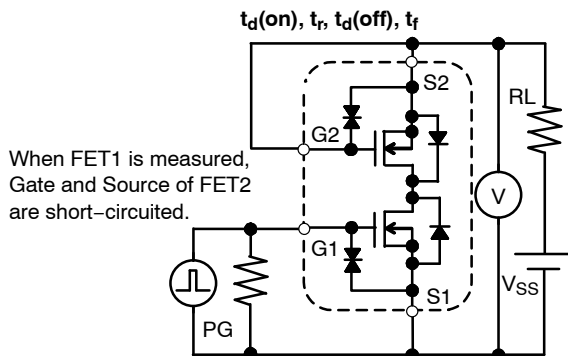 td(on), tr, td(off), tf
S2
RL
G2
When FET1 is measured,
Gate and Source of FET2
are short−circuited.
V
G1
VSS
S1
PG